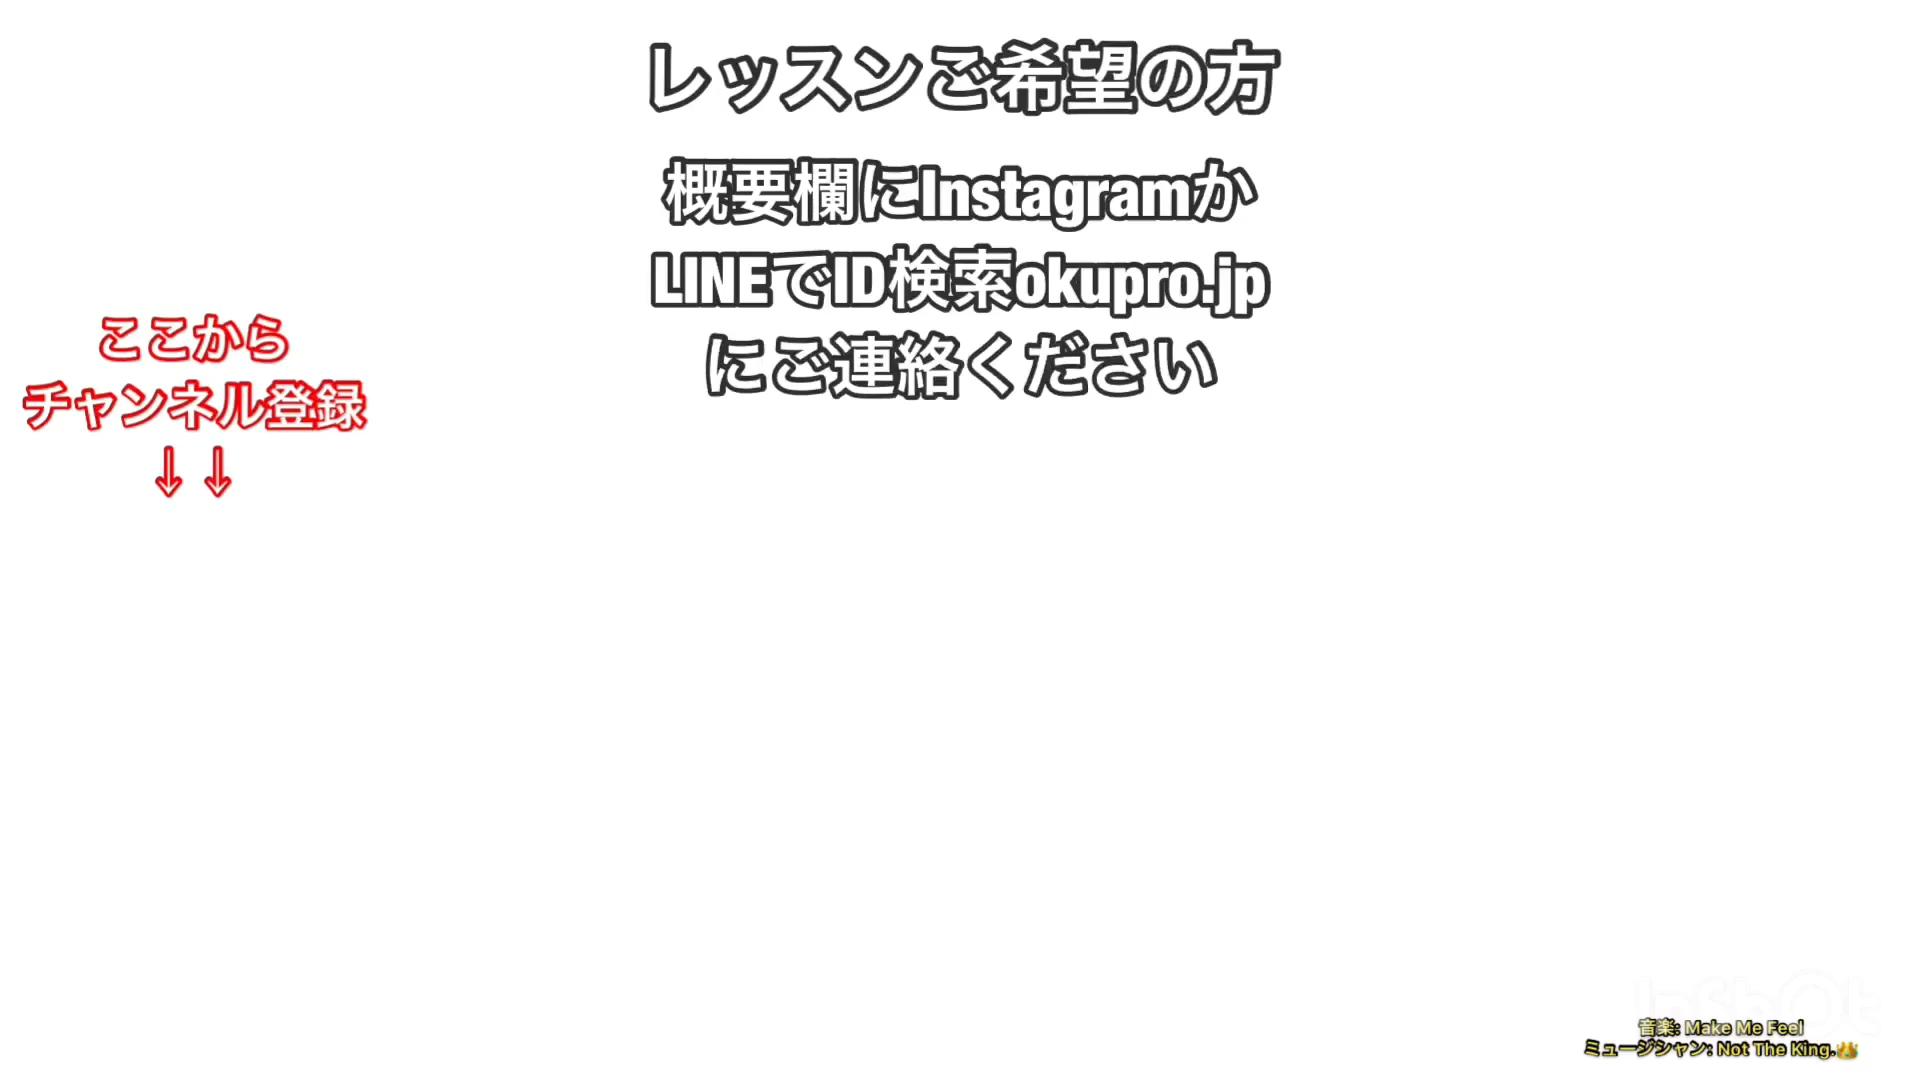 レッスンご希望の方
概要欄にInstagramか
LINEでID検索okupro.jp
にご連絡ください
ここから
チャンネル登録
↓↓
InShOt
音楽: Make Me Feel
ミュージシャン: Not The King.👑